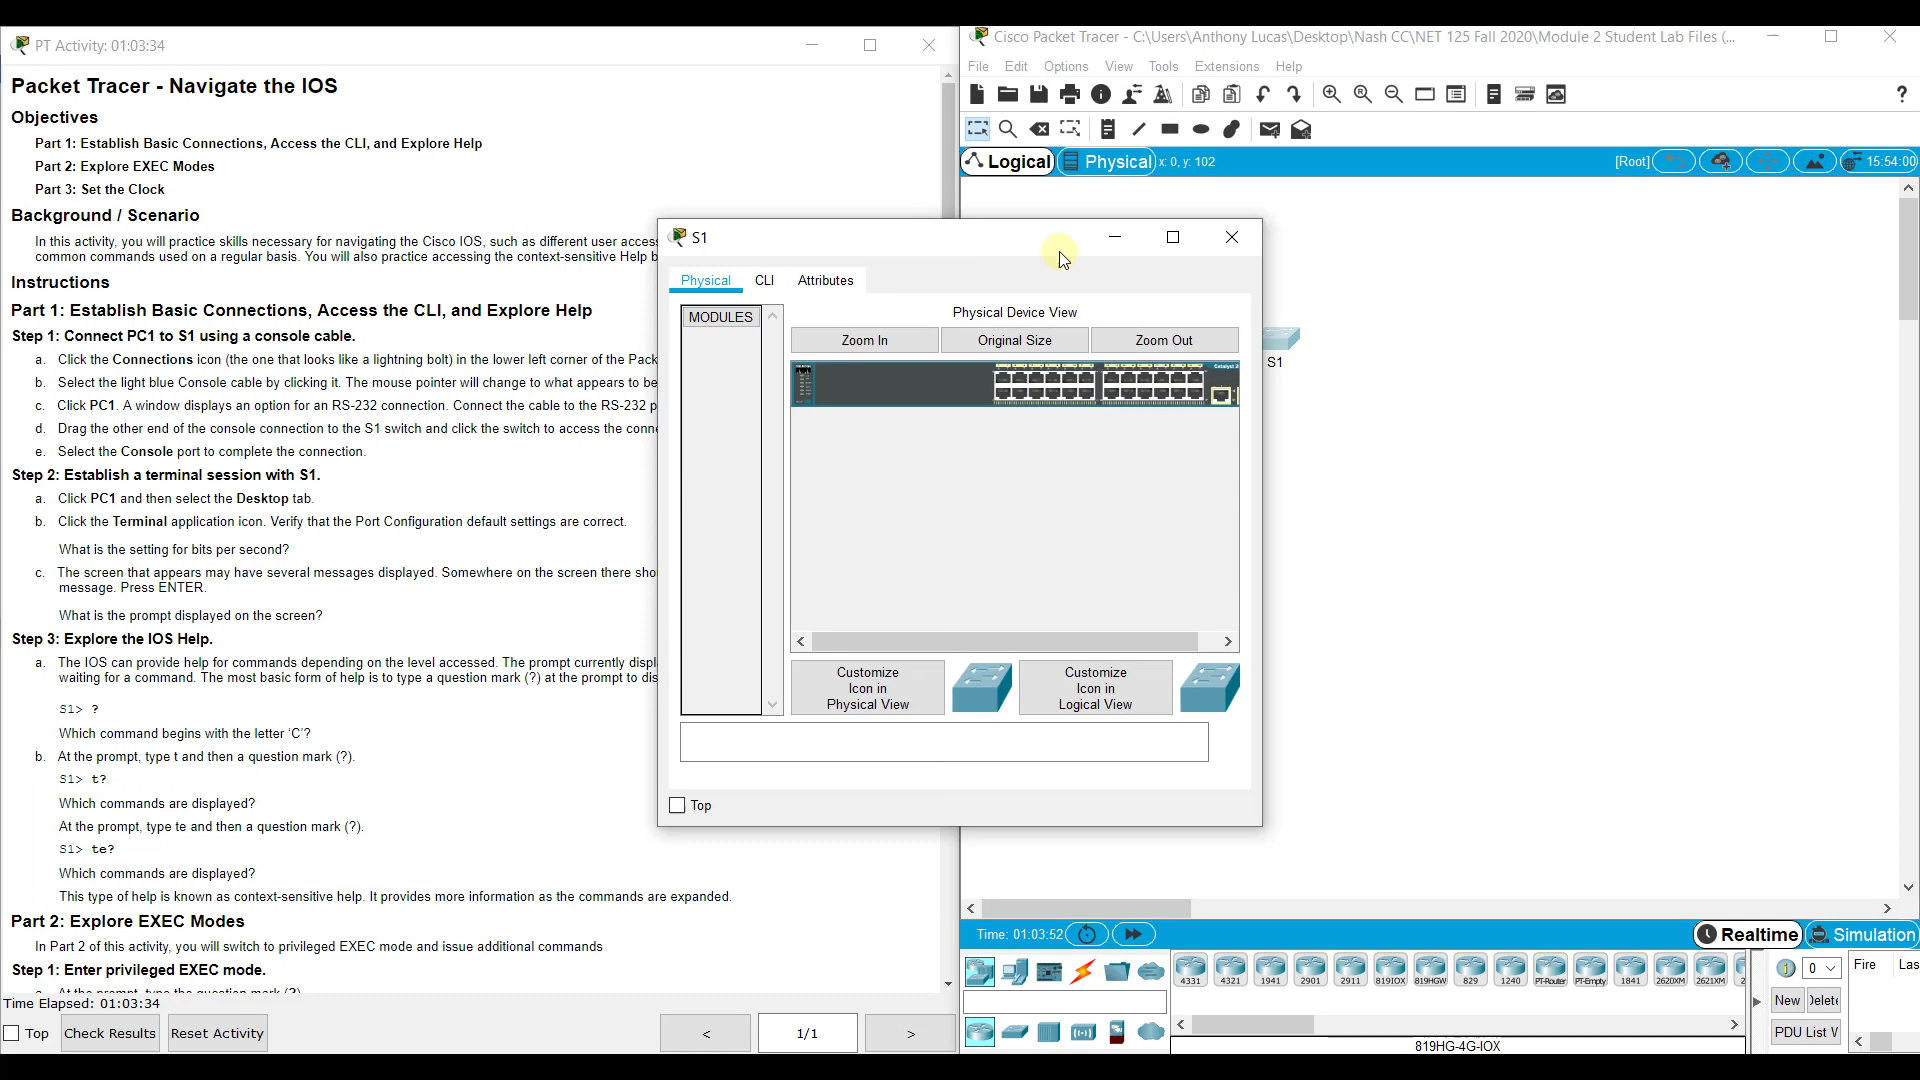 PT Activity: 01:03:34
Packet Tracer - Navigate the IOS
Objectives
Part 1: Establish Basic Connections, Access the CLI, and Explore Help
Part 2: Explore EXEC Modes
Part 3: Set the Clock
Background / Scenario
In this activity, you will practice skills necessary for navigating the Cisco IOS, such as different user acces
common commands used on a regular basis. You will also practice accessing the context-sensitive Help b
Instructions
Part 1: Establish Basic Connections, Access the CLI, and Explore Help
Step 1: Connect PC1 to S1 using a console cable.
a. Click the Connections icon (the one that looks like a lightning bolt) in the lower left corner of the Pack
b. Select the light blue Console cable by clicking it. The mouse pointer will change to what appears to be
c. Click PC1. A window displays an option for an RS-232 connection. Connect the cable to the RS-232 p
d. Drag the other end of the console connection to the S1 switch and click the switch to access the conn
e. Select the Console port to complete the connection.
Step 2: Establish a terminal session with S1.
a. Click PC1 and then select the Desktop tab.
b. Click the Terminal application icon. Verify that the Port Configuration default settings are correct.
What is the setting for bits per second?
c. The screen that appears may have several messages displayed. Somewhere on the screen there sho
message. Press ENTER.
What is the prompt displayed on the screen?
Step 3: Explore the IOS Help.
a. The IOS can provide help for commands depending on the level accessed. The prompt currently displ
waiting for a command. The most basic form of help is to type a question mark (?) at the prompt to dis
S1> ?
Which command begins with the letter ‘C’?
b. At the prompt, type t and then a question mark (?).
S1> t?
Which commands are displayed?
At the prompt, type te and then a question mark (?).
S1> te?
Which commands are displayed?
This type of help is known as context-sensitive help. It provides more information as the commands are expanded.
Part 2: Explore EXEC Modes
In Part 2 of this activity, you will switch to privileged EXEC mode and issue additional commands
Step 1: Enter privileged EXEC mode.
a. At the prompt, type the question mark (?)
Time Elapsed: 01:03:34
Top
Check Results
Reset Activity
<
1/1
>
S1
Physical CLI Attributes
MODULES
Physical Device View
Zoom In
Original Size
Zoom Out
Catalyst 2
Customize
Icon in
Physical View
Customize
Icon in
Logical View
Top
Cisco Packet Tracer - C:\Users\Anthony Lucas\Desktop\Nash CC\NET 125 Fall 2020\Module 2 Student Lab Files (...
File Edit Options View Tools Extensions Help
?
Logical Physical x: 0, y: 102
[Root] 15:54:00
S1
Time: 01:03:52
Realtime Simulation
4331 4321 1941 2901 2911 819IOX 819HGW 829 1240 PT-Router PT-Empty 1841 2620XM 2621XM 2
819HG-4G-IOX
0
New
Delete
PDU List V
Fire Las